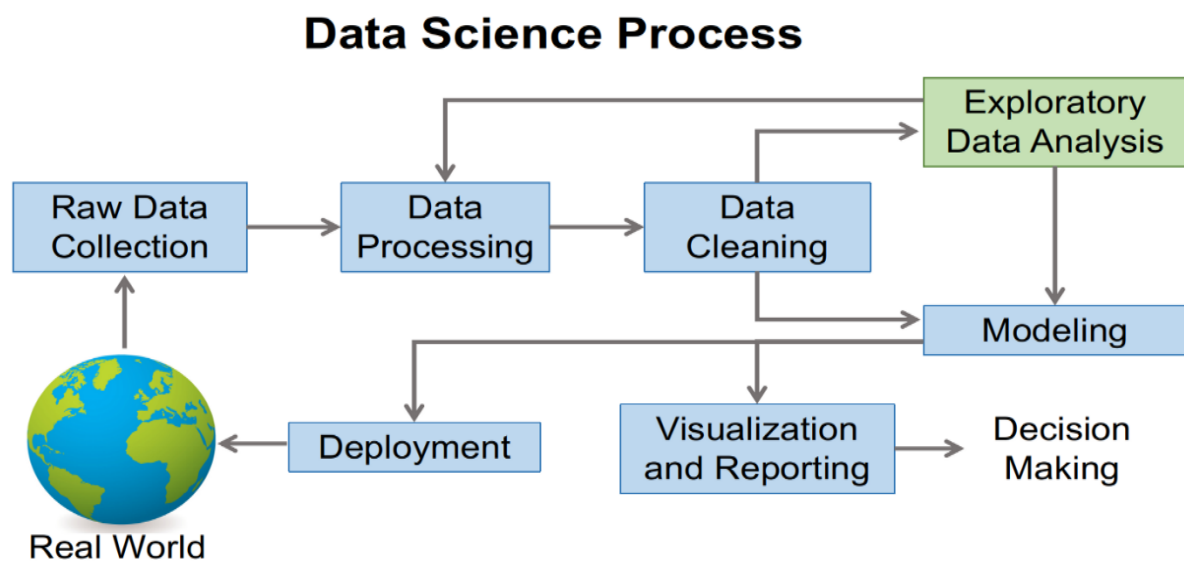 Data Science Process
Exploratory
Data Analysis
Raw Data
Collection
Data
Processing
Data
Cleaning
Modeling
Deployment
Visualization
and Reporting
Decision
Making
Real World